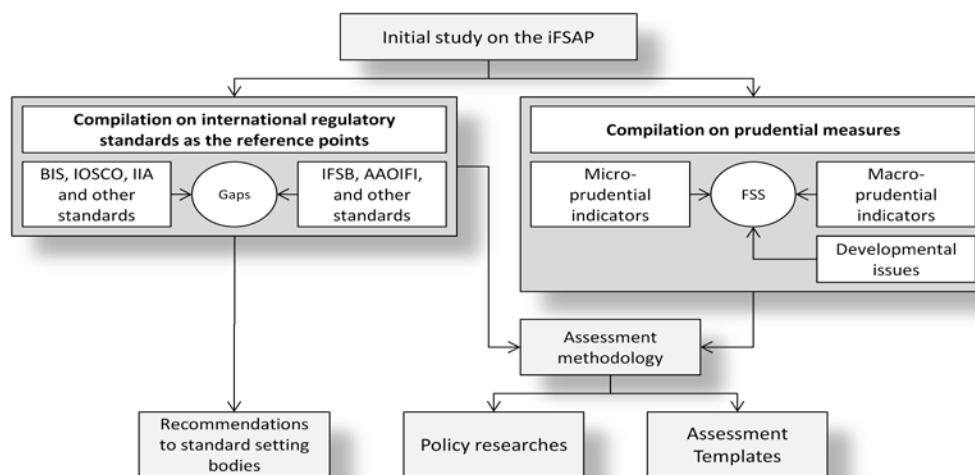 Initial study on the iFSAP
Compilation on international regulatory
standards as the reference points
BIS, IOSCO, IIA
and other
standards
Gaps
IFSB, AAOIFI,
and other
standards
Compilation on prudential measures
Micro-
prudential
indicators
FSS
Macro-
prudential
indicators
Developmental
issues
Assessment
methodology
Recommendations
to standard setting
bodies
Policy researches
Assessment
Templates